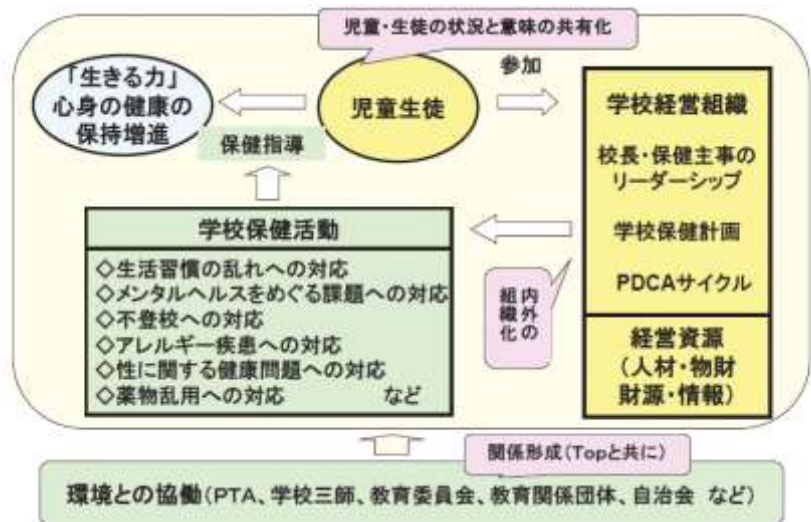 児童・生徒の状況と意味の共有化
「生きる力」
心身の健康の
保持増進
児童生徒
参加
保健指導
学校経営組織
校長・保健主事の
リーダーシップ
学校保健計画
PDCAサイクル
経営資源
(人材・物財
財源・情報)
学校保健活動
◇生活習慣の乱れへの対応
◇メンタルヘルスをめぐる課題への対応
◇不登校への対応
◇アレルギー疾患への対応
◇性に関する健康問題への対応
◇薬物乱用への対応 など
内外の
組織化
関係形成(Topと共に)
環境との協働(PTA、学校三師、教育委員会、教育関係団体、自治会 など)